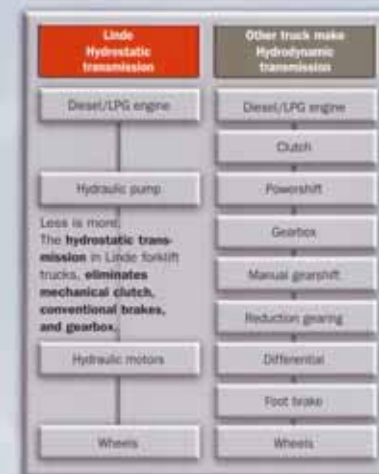 Linde
Hydrostatic
transmission
Diesel/LPG engine
Hydraulic pump
Less is more.
The hydrostatic trans-
mission in Linde forklift
trucks, eliminates
mechanical clutch,
conventional brakes,
and gearbox.
Hydraulic motors
Wheels
Other truck make
Hydrodynamic
transmission
Diesel/LPG engine
Clutch
Powershift
Gearbox
Manual gearshift
Reduction gearing
Differential
Foot brake
Wheels